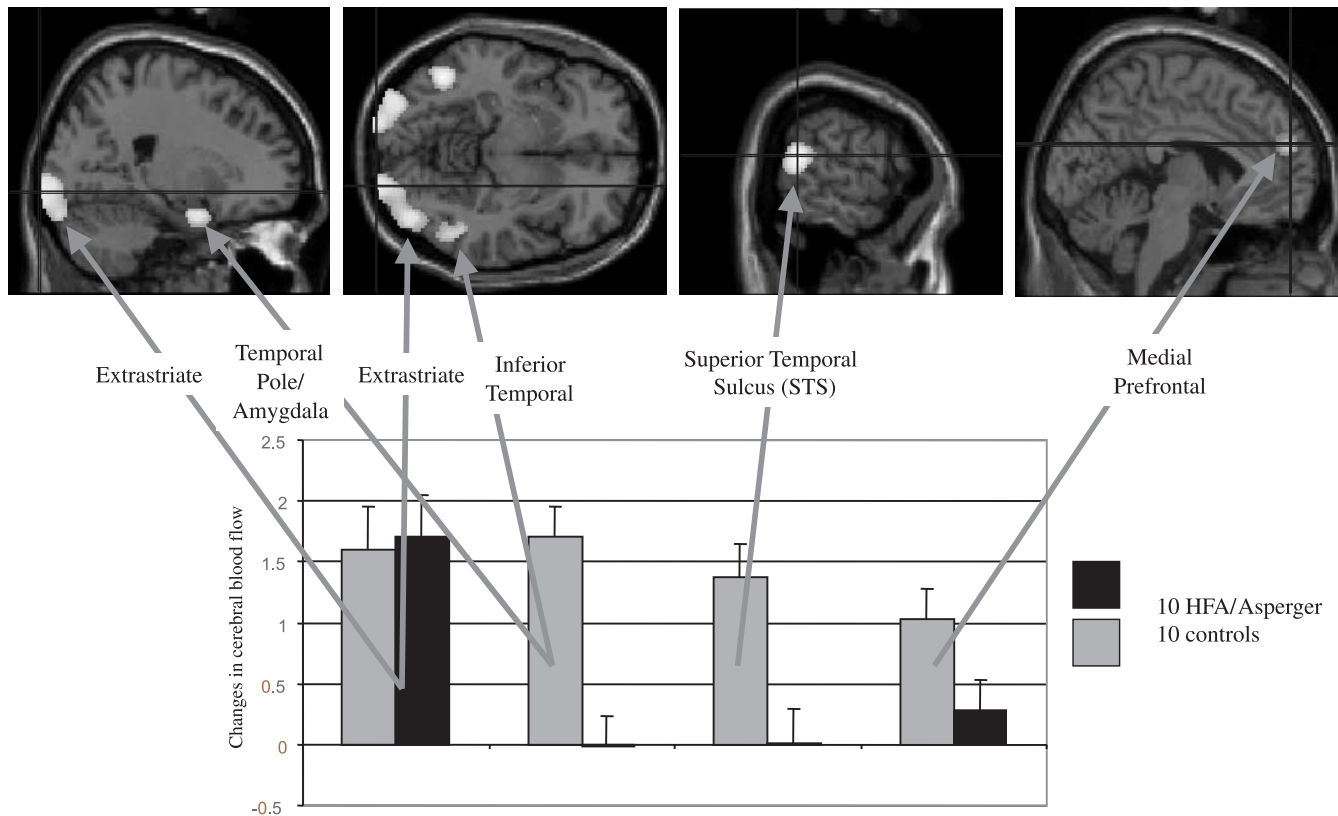 Extrastriate
Temporal
Pole/
Amygdala
Extrastriate
Inferior
Temporal
Superior Temporal
Sulcus (STS)
Medial
Prefrontal
Changes in cerebral blood flow
2.5
2
1.5
1
0.5
0
-0.5
10 HFA/Asperger
10 controls